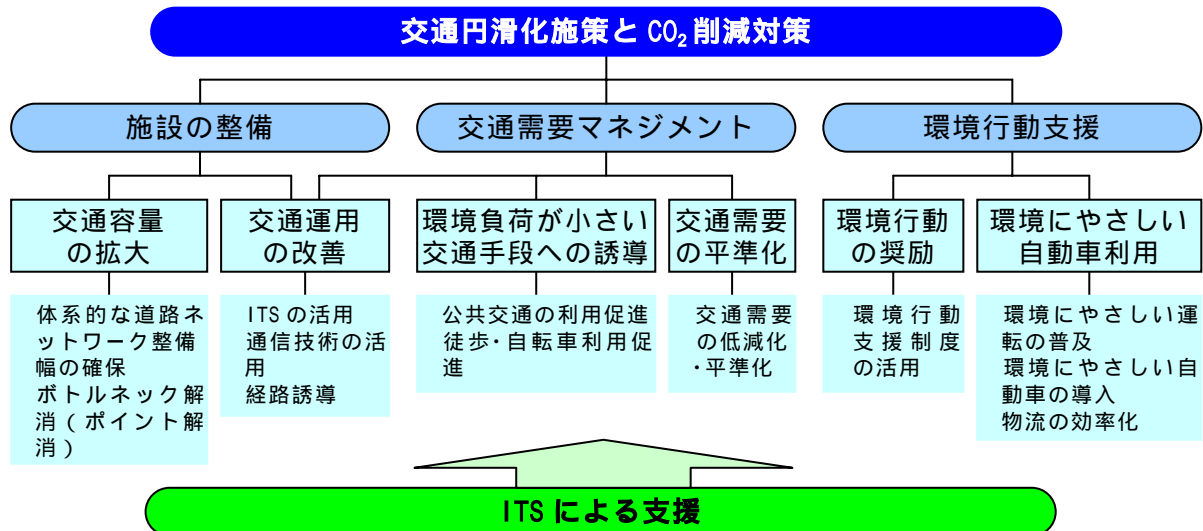 交通円滑化施策とCO₂削減対策
施設の整備
交通需要マネジメント
環境行動支援
交通容量
の拡大
交通運用
の改善
環境負荷が小さい
交通手段への誘導
交通需要
の平準化
環境行動
の奨励
環境にやさしい
自動車利用
体系的な道路ネ
ットワーク整備
幅の確保
ボトルネック解
消(ポイント解
消)
ITSの活用
通信技術の活
用
経路誘導
公共交通の利用促進
徒歩・自転車利用促
進
交通需要
の低減化
・平準化
環境行動
支援制度
の活用
環境にやさしい運
転の普及
環境にやさしい自
動車の導入
物流の効率化
ITSによる支援